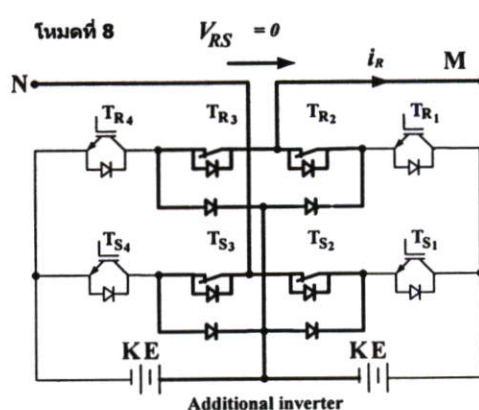 โหมดที่ 8
V_RS = 0
N
i_R
M
T_R4
T_R3
T_R2
T_R1
T_S4
T_S3
T_S2
T_S1
KE
KE
Additional inverter